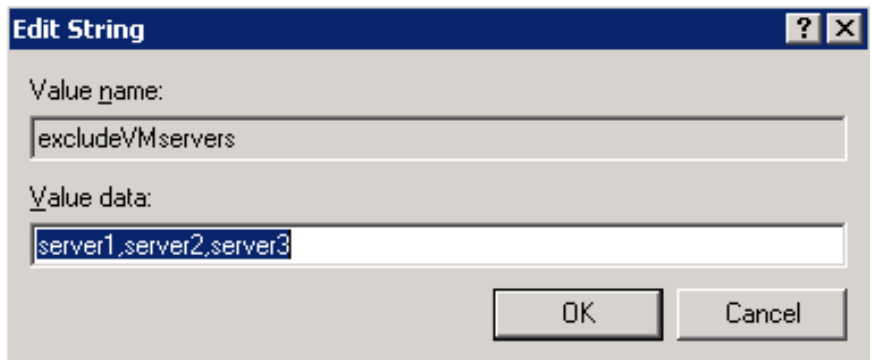 Edit String
Value name:
excludeVMservers
Value data:
server1,server2,server3
OK Cancel